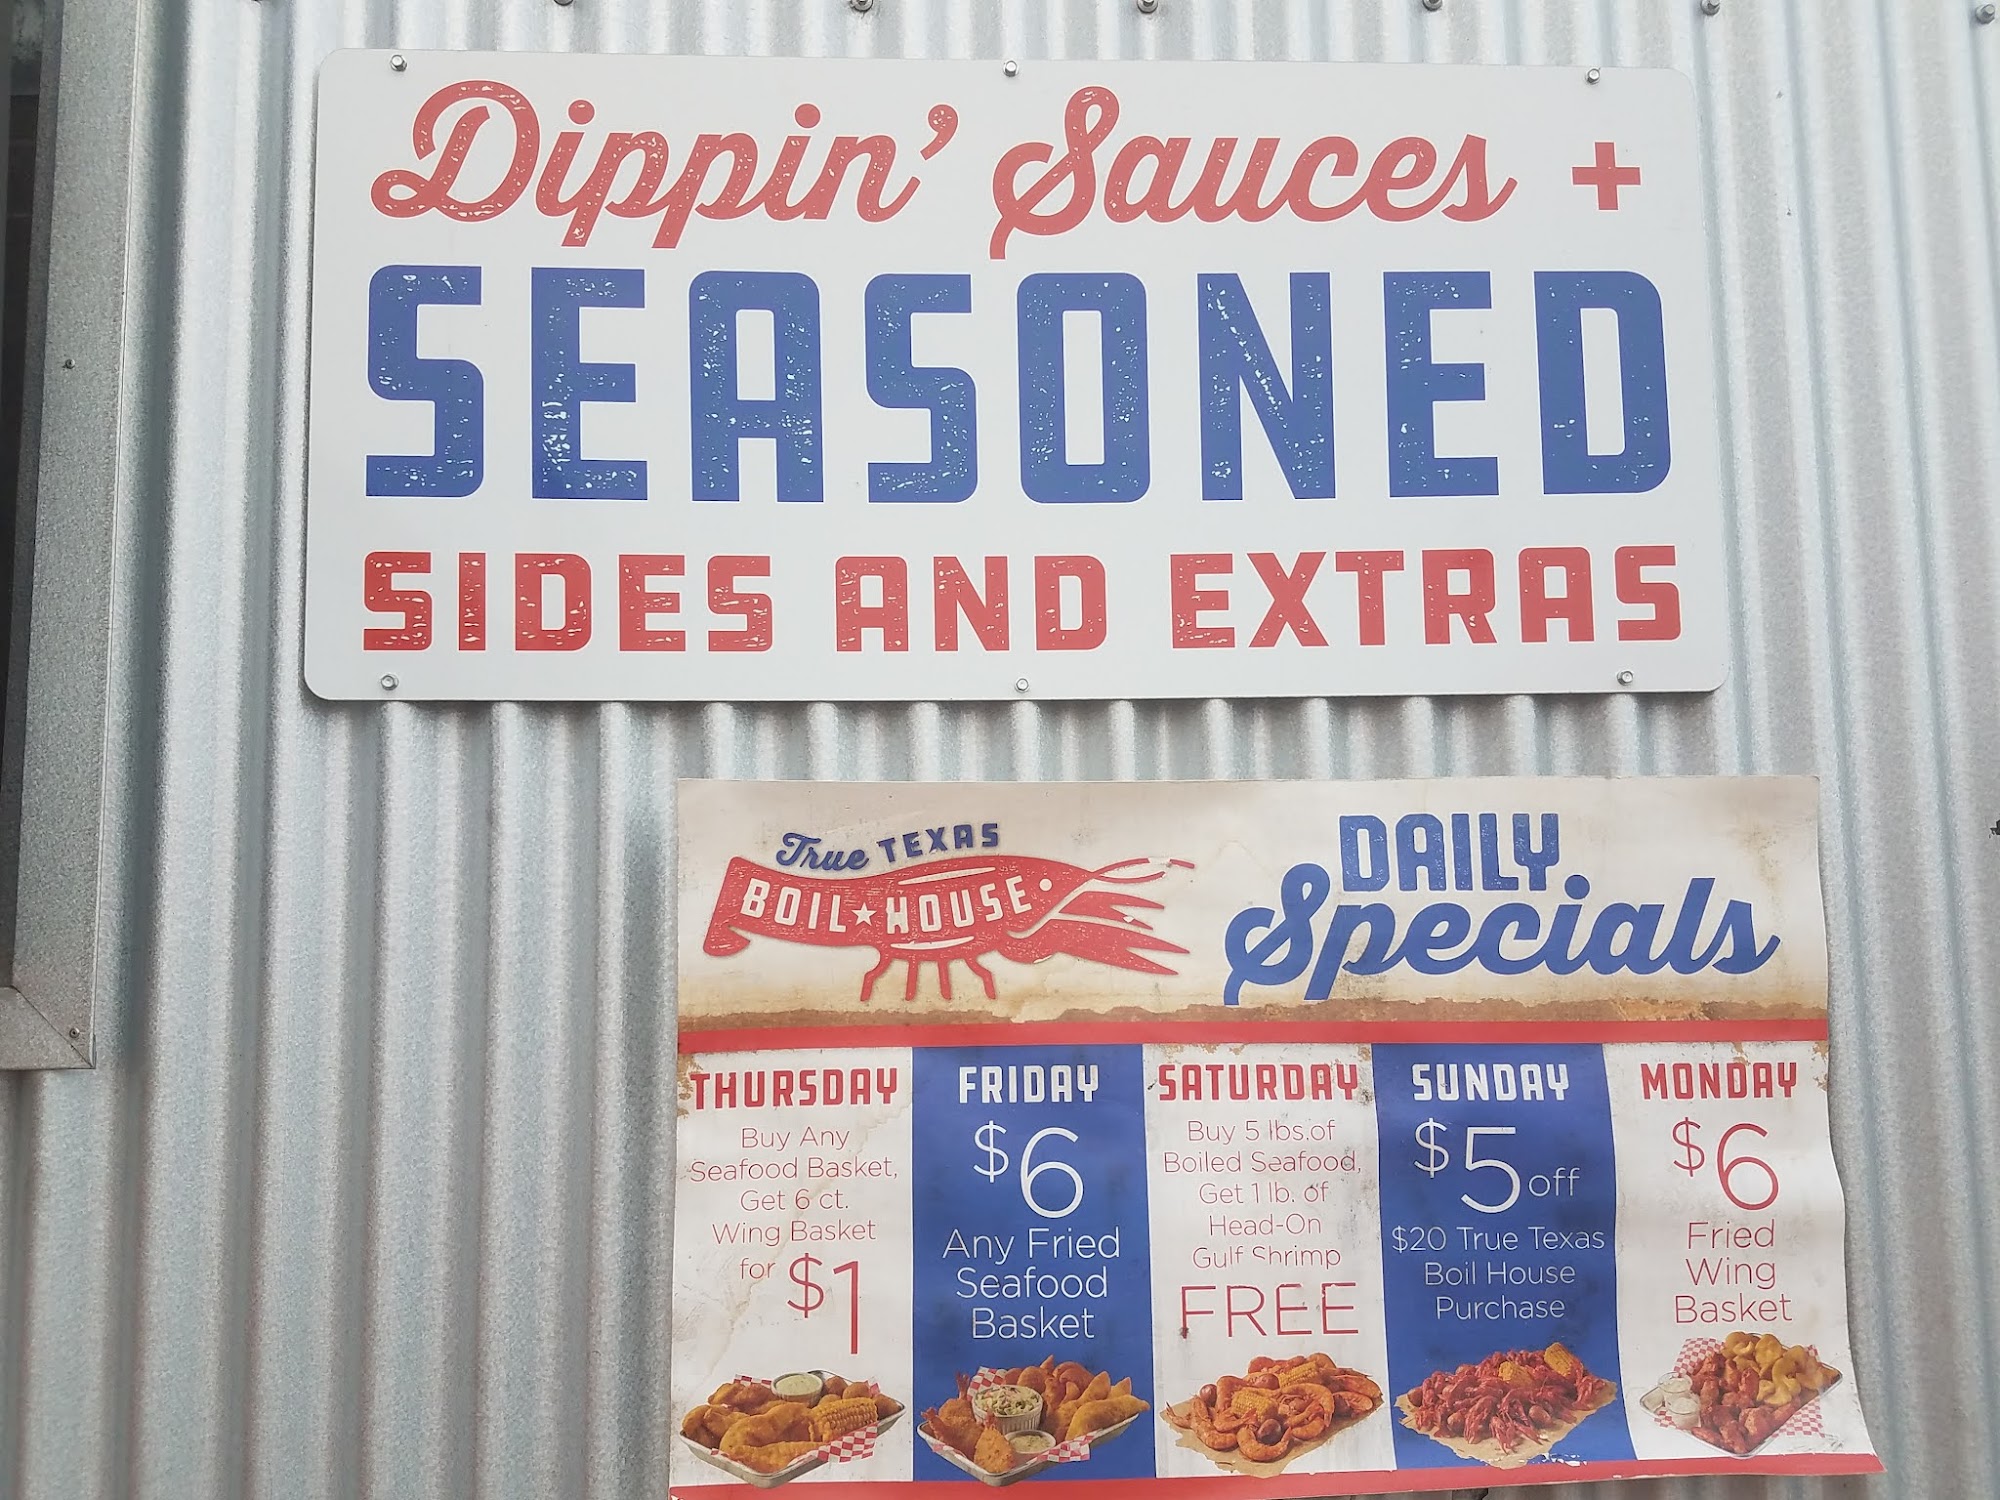 Dippin' Sauces +
SEASONED
SIDES AND EXTRAS
True TEXAS
BOIL★HOUSE
DAILY
Specials
THURSDAY
Buy Any
Seafood Basket,
Get 6 ct.
Wing Basket
for $1
FRIDAY
$6
Any Fried
Seafood
Basket
SATURDAY
Buy 5 lbs.of
Boiled Seafood,
Get 1 lb. of
Head-On
Gulf Shrimp
FREE
SUNDAY
$5 off
$20 True Texas
Boil House
Purchase
MONDAY
$6
Fried
Wing
Basket